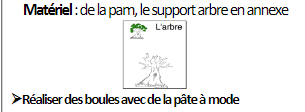 Matériel : de la pam, le support arbre en annexe
L'arbre
➢Réaliser des boules avec de la pâte à mode